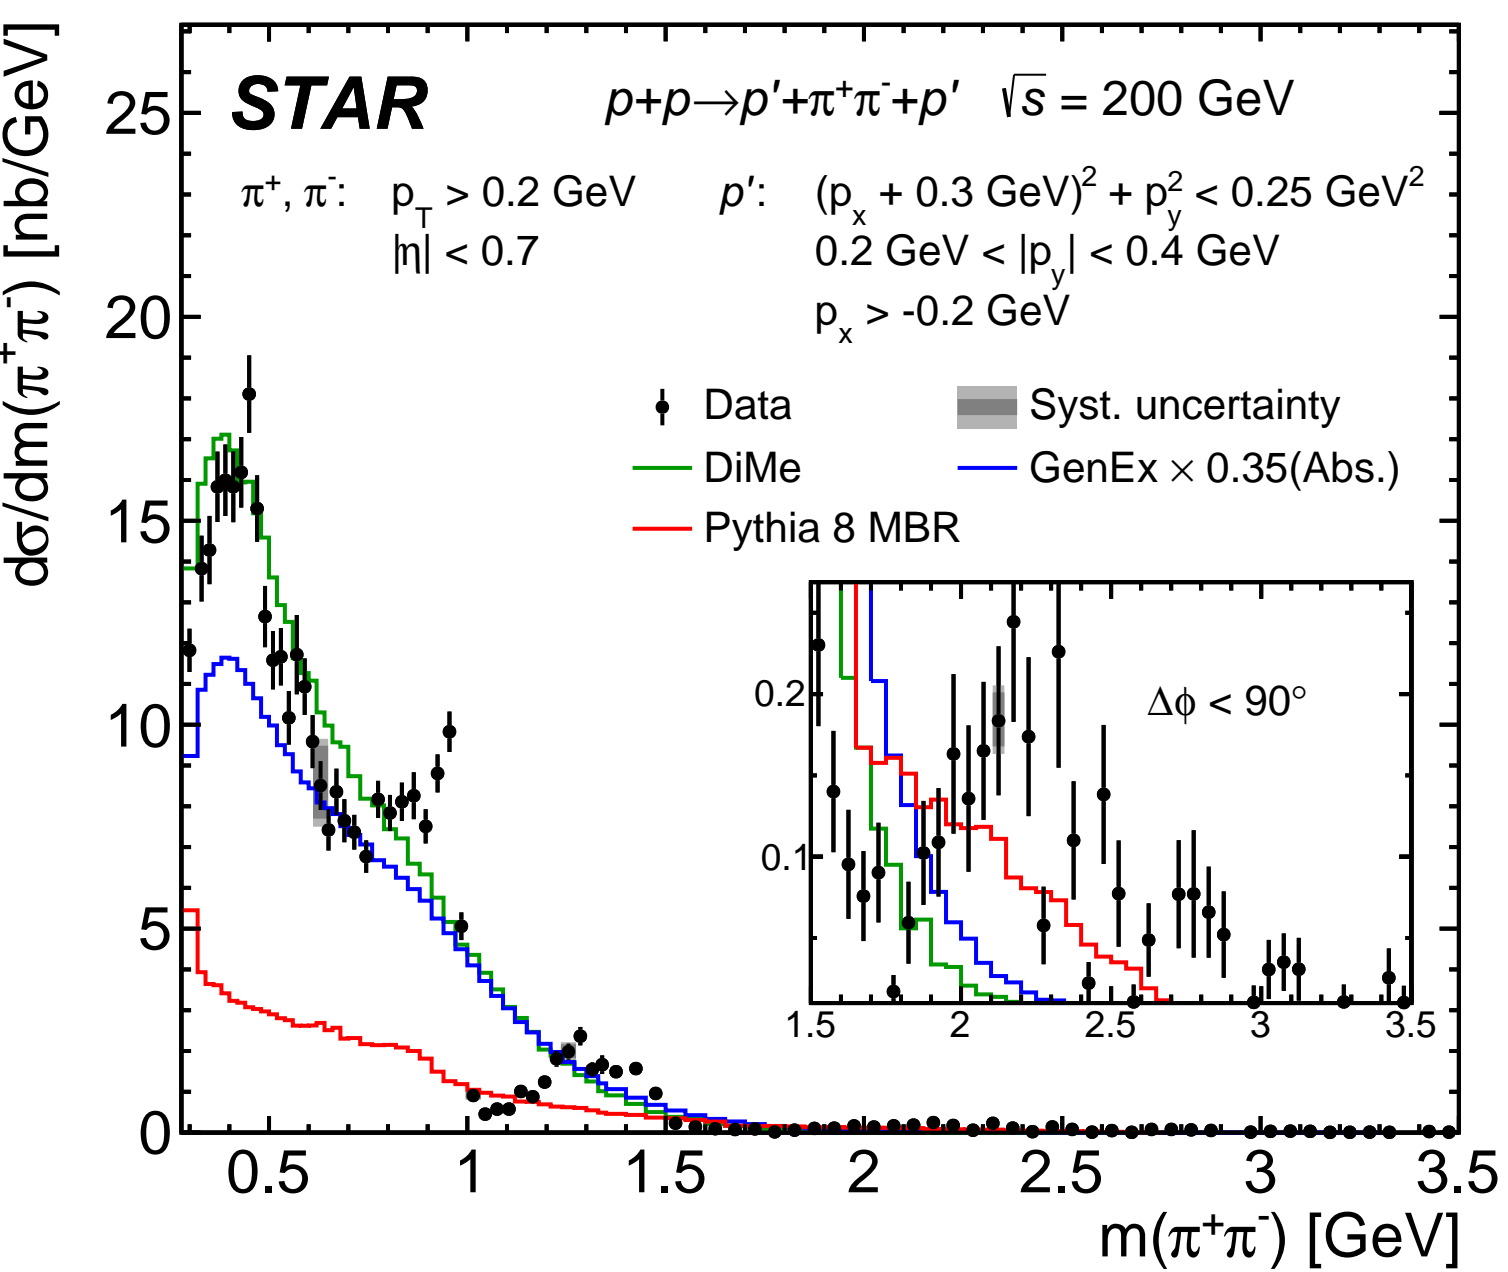 STAR
p+p→p′+π⁺π⁻+p′ √s = 200 GeV
π⁺, π⁻: p_T > 0.2 GeV p′: (p_x + 0.3 GeV)² + p_y² < 0.25 GeV²
|η| < 0.7 0.2 GeV < |p_y| < 0.4 GeV
p_x > -0.2 GeV
Data Syst. uncertainty
DiMe GenEx × 0.35(Abs.)
Pythia 8 MBR
Δϕ < 90°
0.2
0.1
1.5 2 2.5 3 3.5
dσ/dm(π⁺π⁻) [nb/GeV]
25
20
15
10
5
0
0.5 1 1.5 2 2.5 3 3.5
m(π⁺π⁻) [GeV]